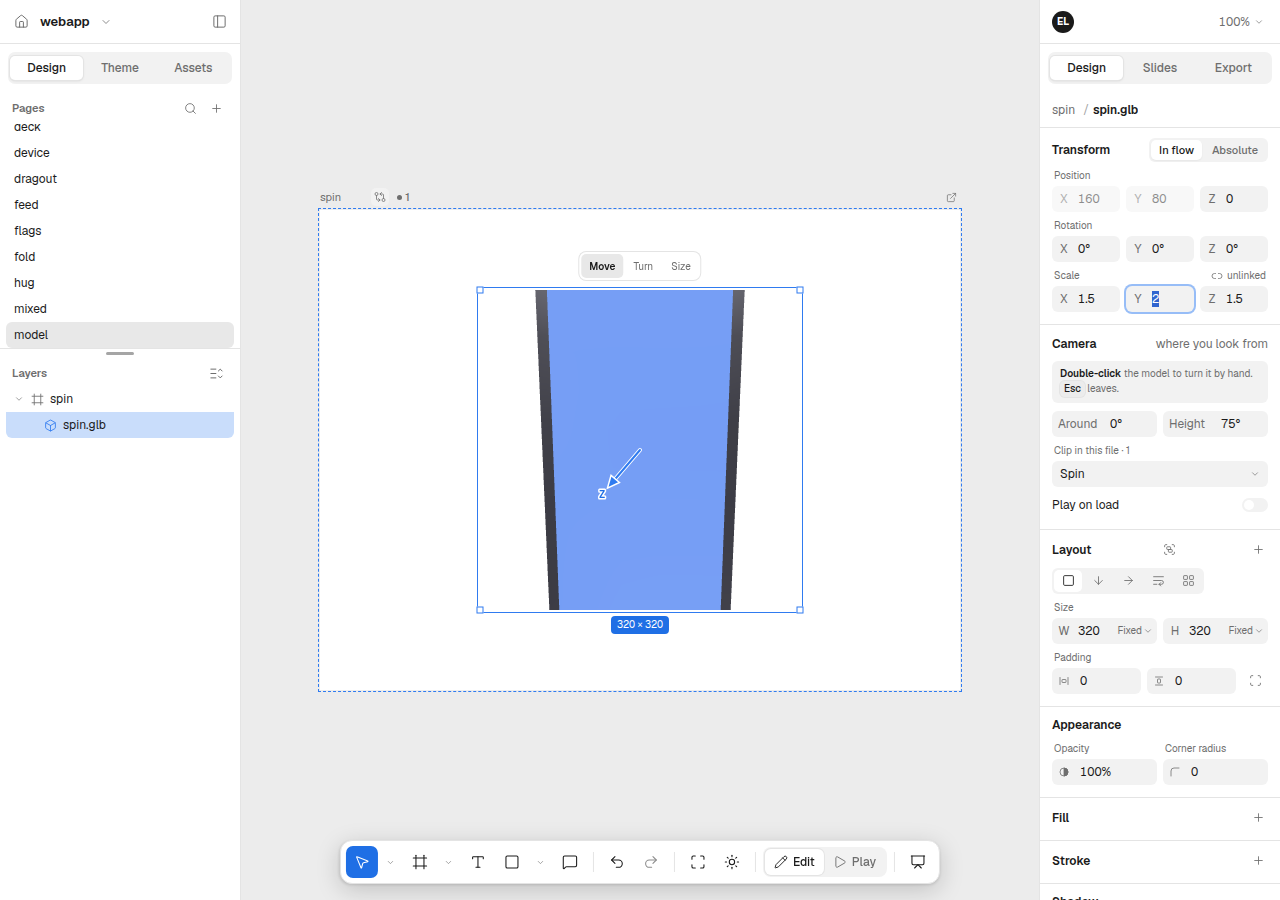 webapp
EL
100%
Design
Theme
Assets
Design
Slides
Export
Pages
deck
device
dragout
feed
flags
fold
hug
mixed
model
Layers
spin
spin.glb
spin
1
Move
Turn
Size
z
320 × 320
Edit
Play
spin / spin.glb
Transform
In flow
Absolute
Position
X 160
Y 80
Z 0
Rotation
X 0°
Y 0°
Z 0°
Scale
unlinked
X 1.5
Y 2
Z 1.5
Camera
where you look from
Double-click the model to turn it by hand.
Esc leaves.
Around 0°
Height 75°
Clip in this file · 1
Spin
Play on load
Layout
Size
W 320 Fixed
H 320 Fixed
Padding
0
0
Appearance
Opacity
Corner radius
100%
0
Fill
Stroke